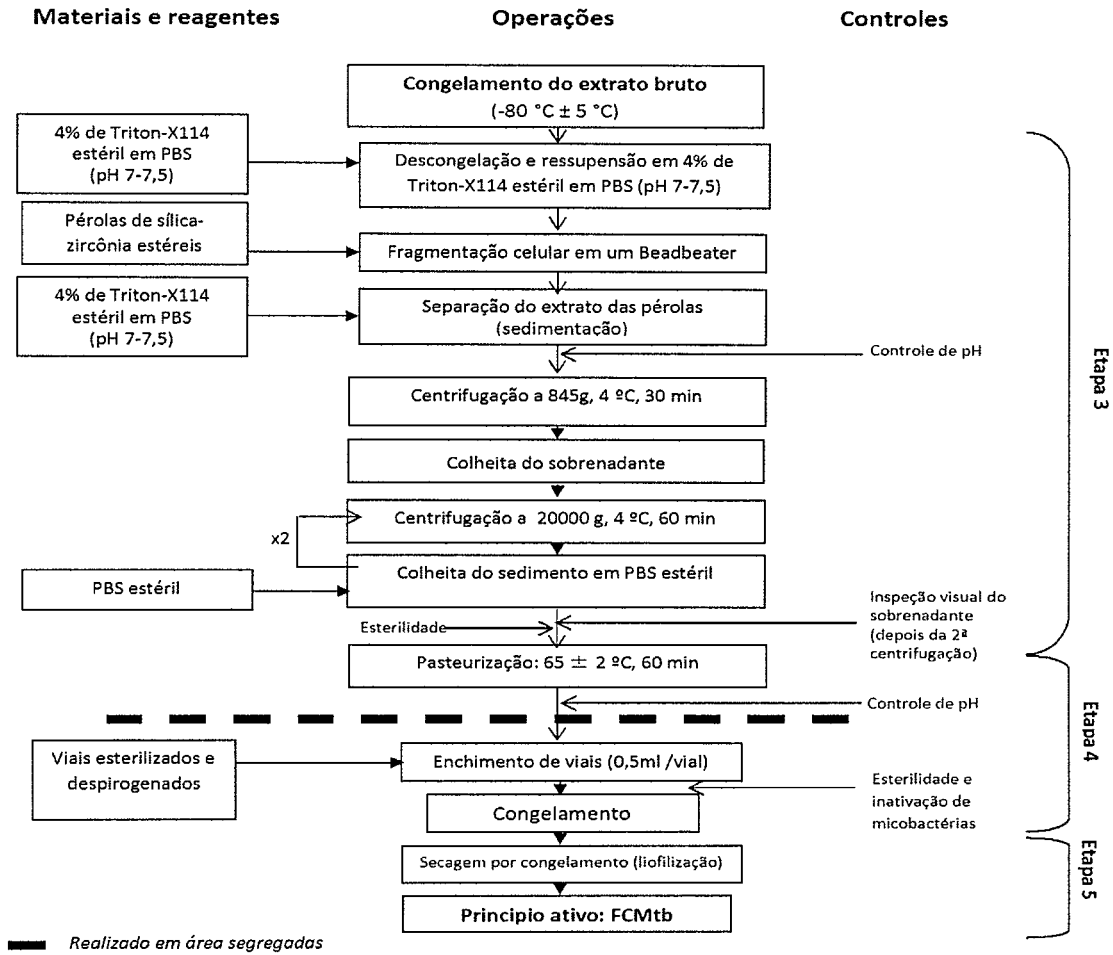 Materiais e reagentes
Operações
Controles
Congelamento do extrato bruto
(-80 °C ± 5 °C)
4% de Triton-X114
estéril em PBS
(pH 7-7,5)
Descongelação e ressupensão em 4% de
Triton-X114 estéril em PBS (pH 7-7,5)
Pérolas de sílica-
zircônia estéreis
Fragmentação celular em um Beadbeater
4% de Triton-X114
estéril em PBS
(pH 7-7,5)
Separação do extrato das pérolas
(sedimentação)
Controle de pH
Etapa 3
Centrifugação a 845g, 4 ºC, 30 min
Colheita do sobrenadante
Centrifugação a 20000 g, 4 ºC, 60 min
x2
Colheita do sedimento em PBS estéril
PBS estéril
Inspeção visual do
sobrenadante
(depois da 2ª
centrifugação)
Esterilidade
Pasteurização: 65 ± 2 ºC, 60 min
Controle de pH
Etapa 4
Viais esterilizados e
despirogenados
Enchimento de viais (0,5ml /vial)
Esterilidade e
inativação de
micobactérias
Congelamento
Secagem por congelamento (liofilização)
Etapa 5
Principio ativo: FCMtb
Realizado em área segregadas